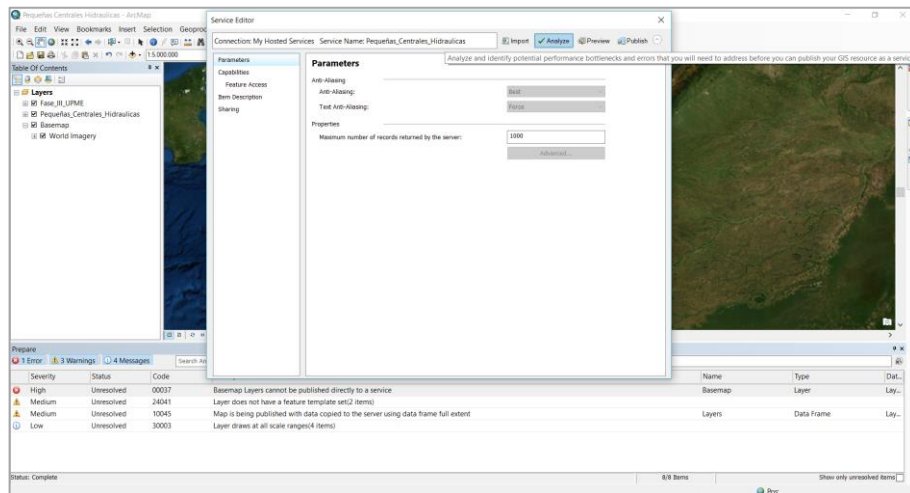 Pequeñas Centrales Hidraulicas - ArcMap
File Edit View Bookmarks Insert Selection Geoproc
1:5.000.000
Table Of Contents
Layers
Fase_III_UPME
Pequeñas_Centrales_Hidraulicas
Basemap
World Imagery
Service Editor
Connection: My Hosted Services Service Name: Pequeñas_Centrales_Hidraulicas
Import Analyze Preview Publish
Analyze and identify potential performance bottlenecks and errors that you will need to address before you can publish your GIS resource as a servic
Parameters
Capabilities
Feature Access
Item Description
Sharing
Parameters
Anti-Aliasing
Anti-Aliasing: Best
Text Anti-Aliasing: Force
Properties
Maximum number of records returned by the server: 1000
Advanced...
Prepare
1 Error 3 Warnings 4 Messages Search
Severity Status Code Name Type Dat...
High Unresolved 00037 Basemap Layers cannot be published directly to a service Basemap Layer Lay...
Medium Unresolved 24041 Layer does not have a feature template set(2 items)
Medium Unresolved 10045 Map is being published with data copied to the server using data frame full extent Layers Data Frame Lay...
Low Unresolved 30003 Layer draws at all scale ranges(4 items)
Status: Complete 8/8 Items Show only unresolved items